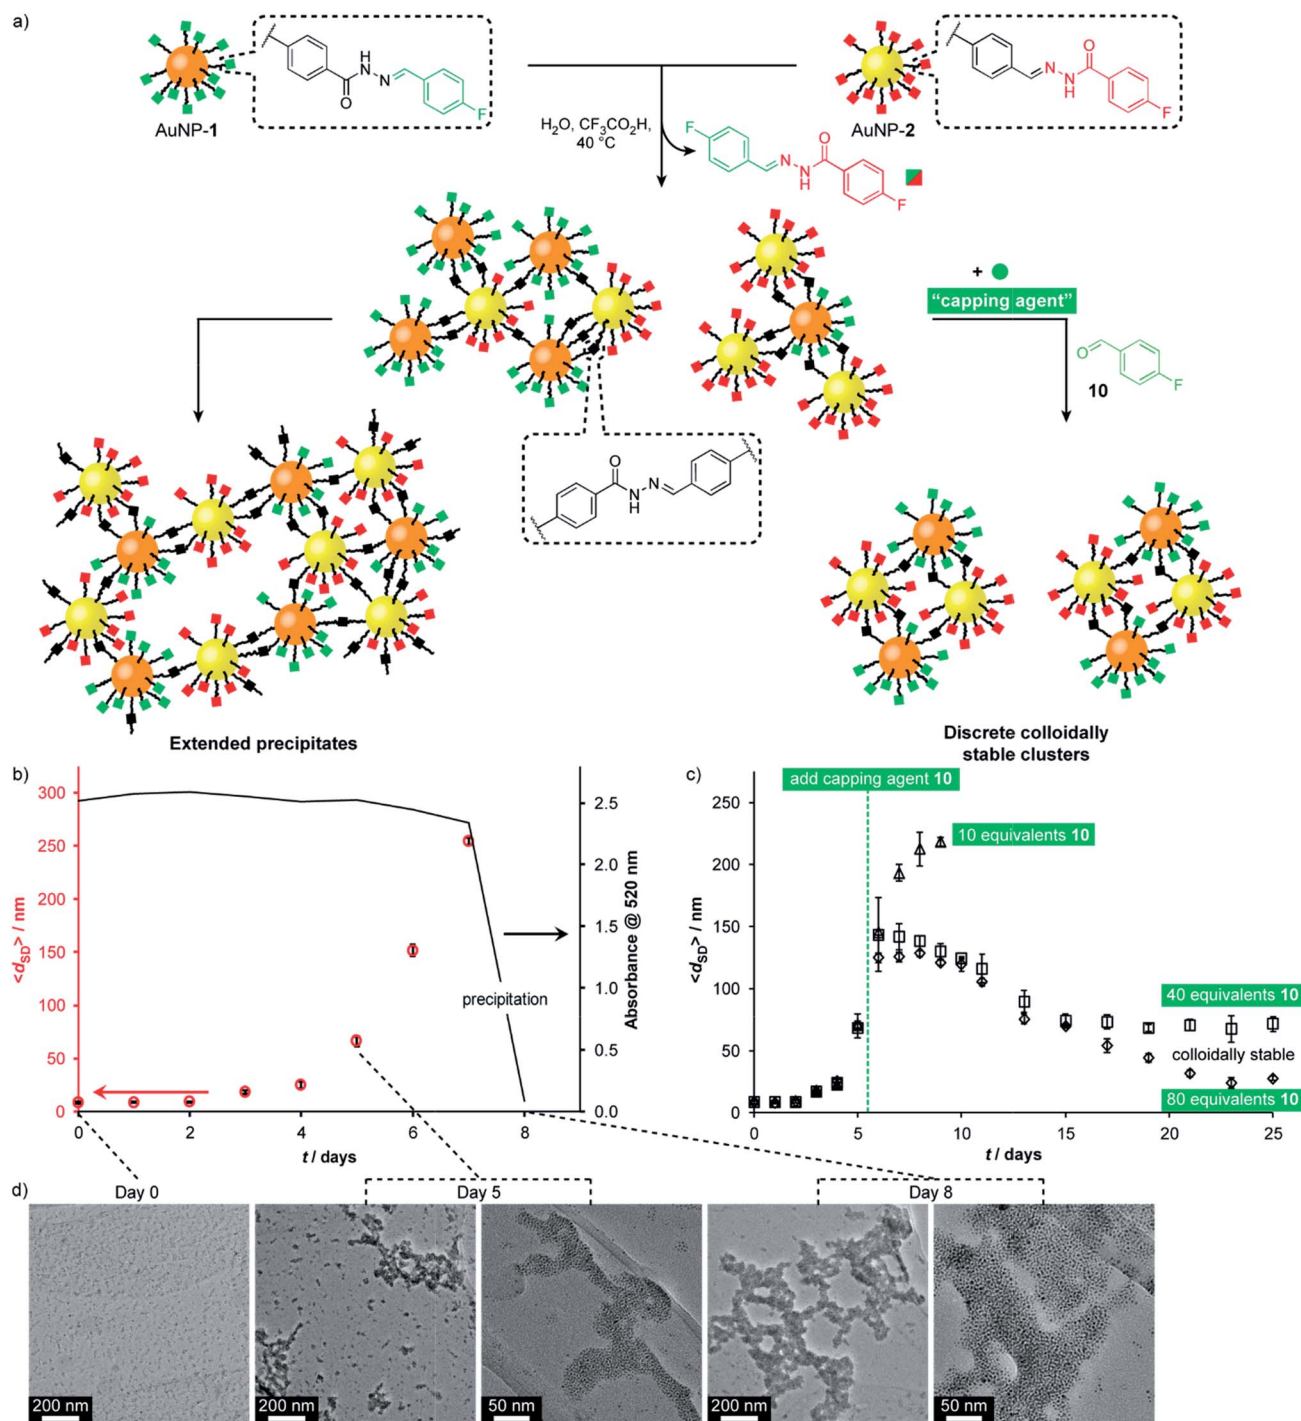 a)
H
N
N
O
F
AuNP-1
N
N
H
O
F
AuNP-2
H₂O, CF₃CO₂H,
40 °C
F
N
N
H
O
F
+
“capping agent”
O
F
10
O
N
H
N
Extended precipitates
Discrete colloidally
stable clusters
b)
300
250
200
150
100
50
0
<d_SD> / nm
2.5
2.0
1.5
1.0
0.5
0.0
Absorbance @ 520 nm
precipitation
0 2 4 6 8
t / days
c)
add capping agent 10
10 equivalents 10
40 equivalents 10
colloidally stable
80 equivalents 10
250
200
150
100
50
0
<d_SD> / nm
0 5 10 15 20 25
t / days
d)
Day 0
Day 5
Day 8
200 nm
200 nm
50 nm
200 nm
50 nm